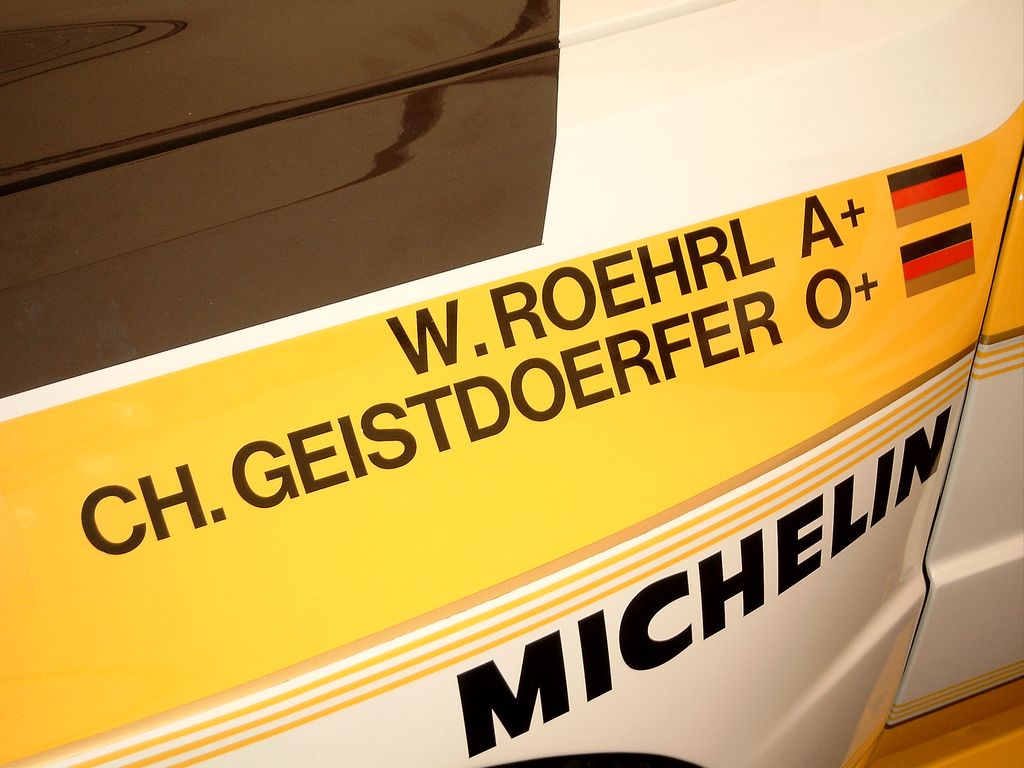 W. ROEHRL A+
CH. GEISTDOERFER O+
MICHELIN